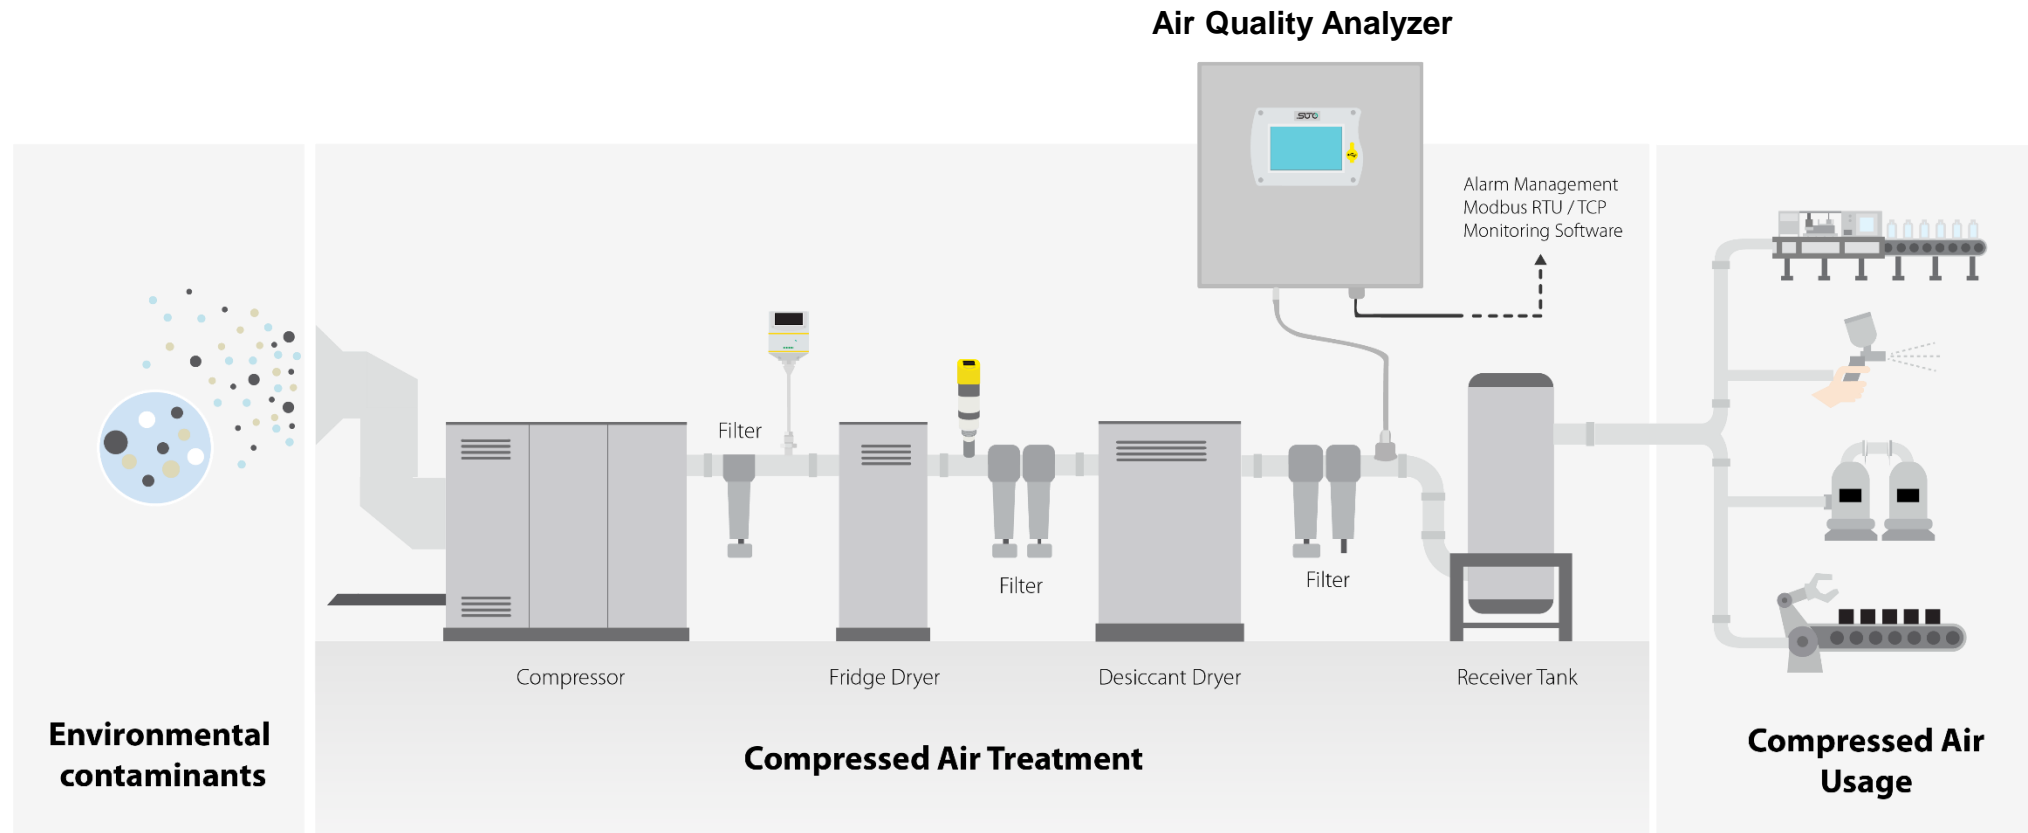 Air Quality Analyzer
SUTO
Alarm Management
Modbus RTU / TCP
Monitoring Software
Filter
Filter
Filter
Compressor
Fridge Dryer
Desiccant Dryer
Receiver Tank
Environmental
contaminants
Compressed Air Treatment
Compressed Air
Usage